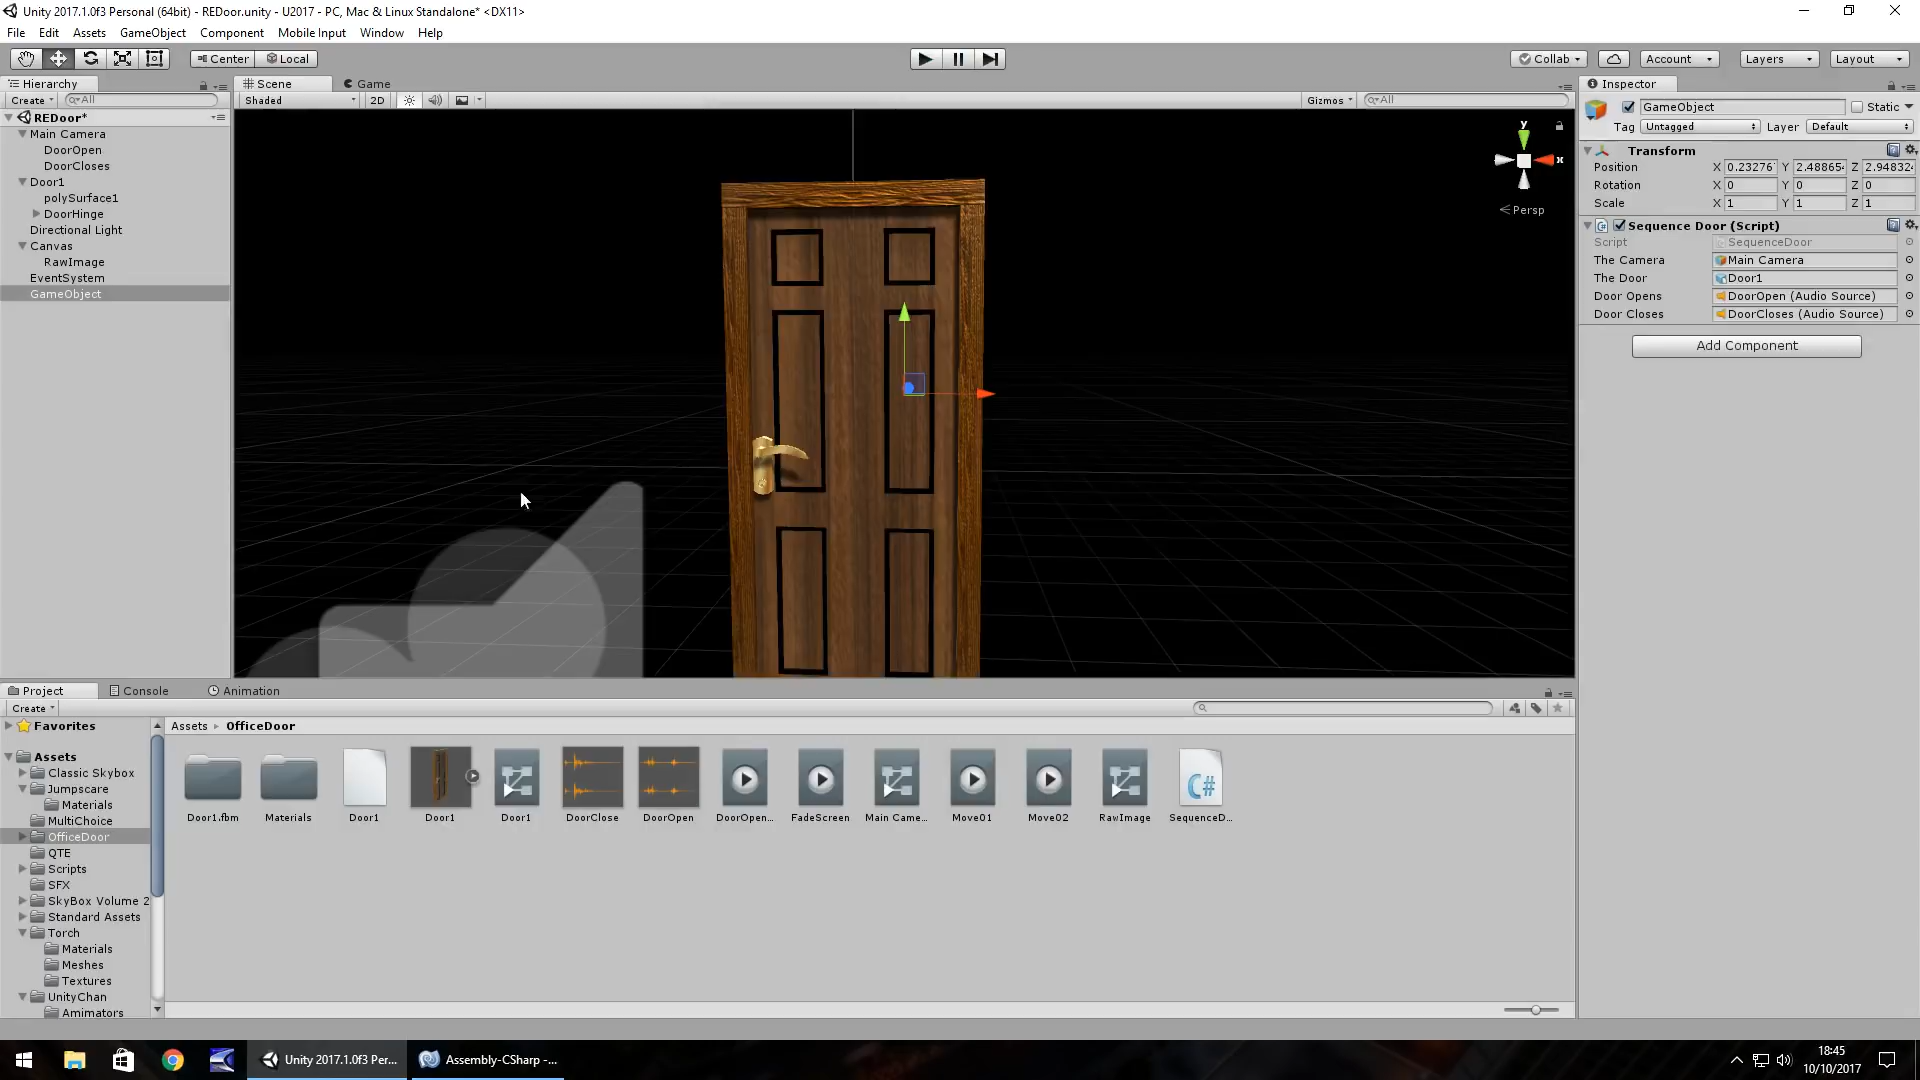 Unity 2017.1.0f3 Personal (64bit) - REDoor.unity - U2017 - PC, Mac & Linux Standalone* <DX11>
File Edit Assets GameObject Component Mobile Input Window Help
Center Local
Collab Account Layers Layout
Hierarchy
Create All
REDoor*
Main Camera
DoorOpen
DoorCloses
Door1
polySurface1
DoorHinge
Directional Light
Canvas
RawImage
EventSystem
GameObject
Scene Game
Shaded 2D Gizmos All
y
x
Persp
Inspector
GameObject Static
Tag Untagged Layer Default
Transform
Position X 0.23276 Y 2.48865 Z 2.94832
Rotation X 0 Y 0 Z 0
Scale X 1 Y 1 Z 1
Sequence Door (Script)
Script SequenceDoor
The Camera Main Camera
The Door Door1
Door Opens DoorOpen (Audio Source)
Door Closes DoorCloses (Audio Source)
Add Component
Project Console Animation
Create
Favorites
Assets
Classic Skybox
Jumpscare
Materials
MultiChoice
OfficeDoor
QTE
Scripts
SFX
SkyBox Volume 2
Standard Assets
Torch
Materials
Meshes
Textures
UnityChan
Amimators
Assets OfficeDoor
Door1.fbm Materials Door1 Door1 Door1 DoorClose DoorOpen DoorOpen... FadeScreen Main Came... Move01 Move02 RawImage SequenceD...
C#
Unity 2017.1.0f3 Per... Assembly-CSharp -...
18:45
10/10/2017